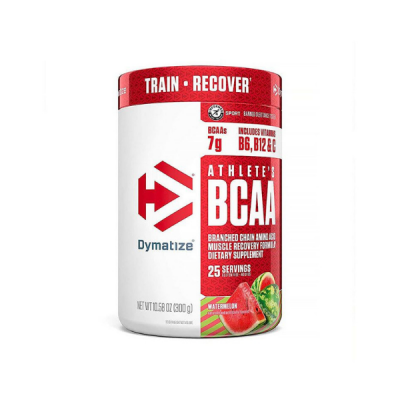 TRAIN • RECOVER*
SPORT
BCAAs
7g
INCLUDES VITAMINS
B6, B12 & C
ATHLETE'S
BCAA
BRANCHED CHAIN AMINO ACID
MUSCLE RECOVERY FORMULA*
DIETARY SUPPLEMENT
25 SERVINGS
Dymatize®
WATERMELON
NET WT 10.58 OZ (300g)